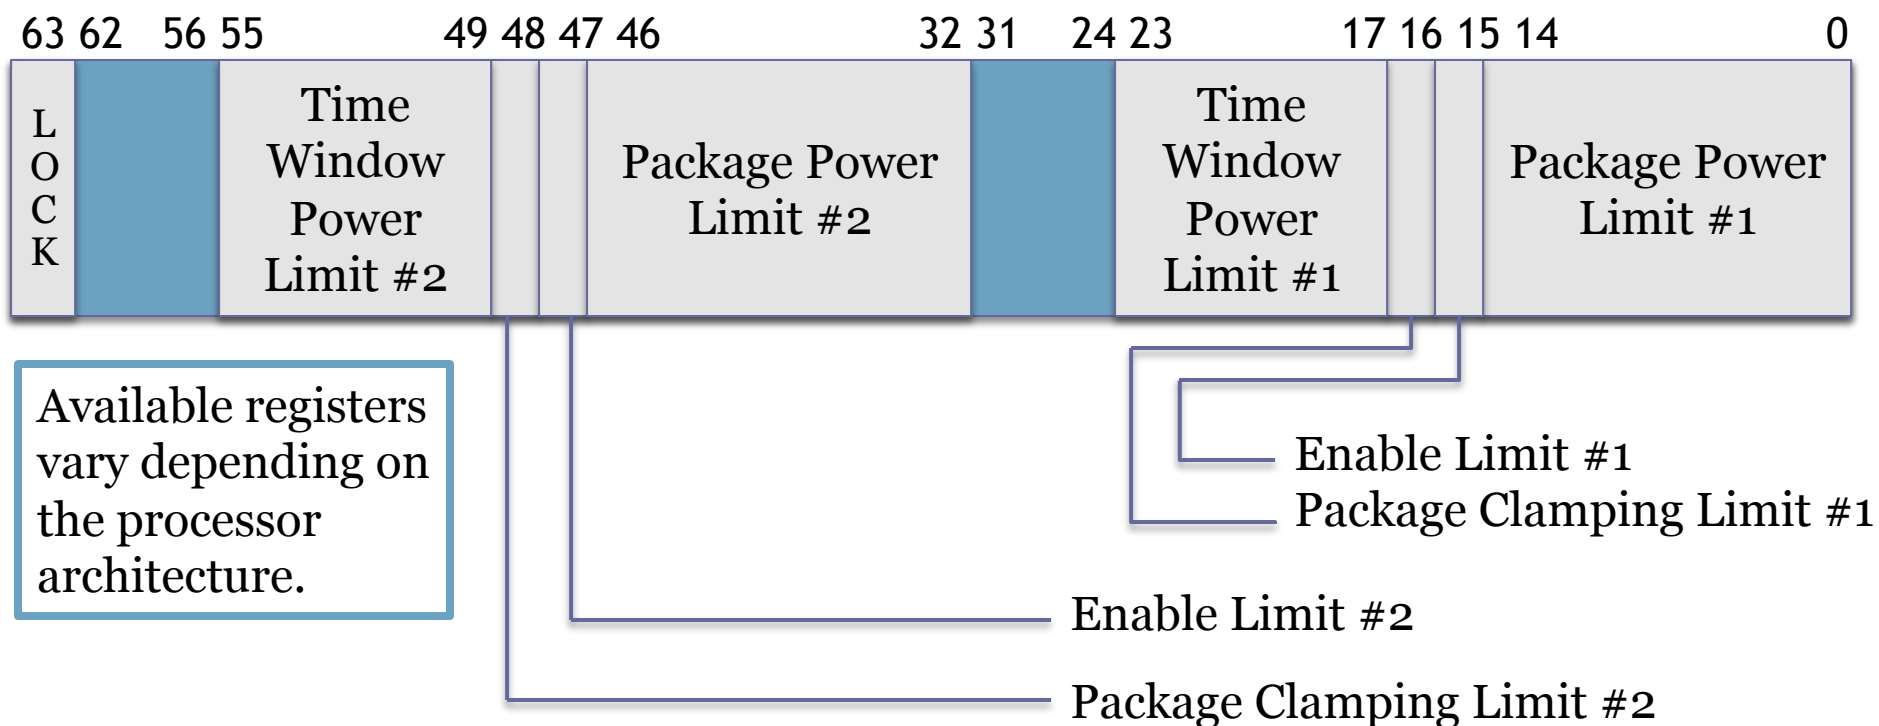 63 62 56 55 49 48 47 46 32 31 24 23 17 16 15 14 0
L
O
C
K
Time
Window
Power
Limit #2
Package Power
Limit #2
Time
Window
Power
Limit #1
Package Power
Limit #1
Available registers
vary depending on
the processor
architecture.
Enable Limit #1
Package Clamping Limit #1
Enable Limit #2
Package Clamping Limit #2